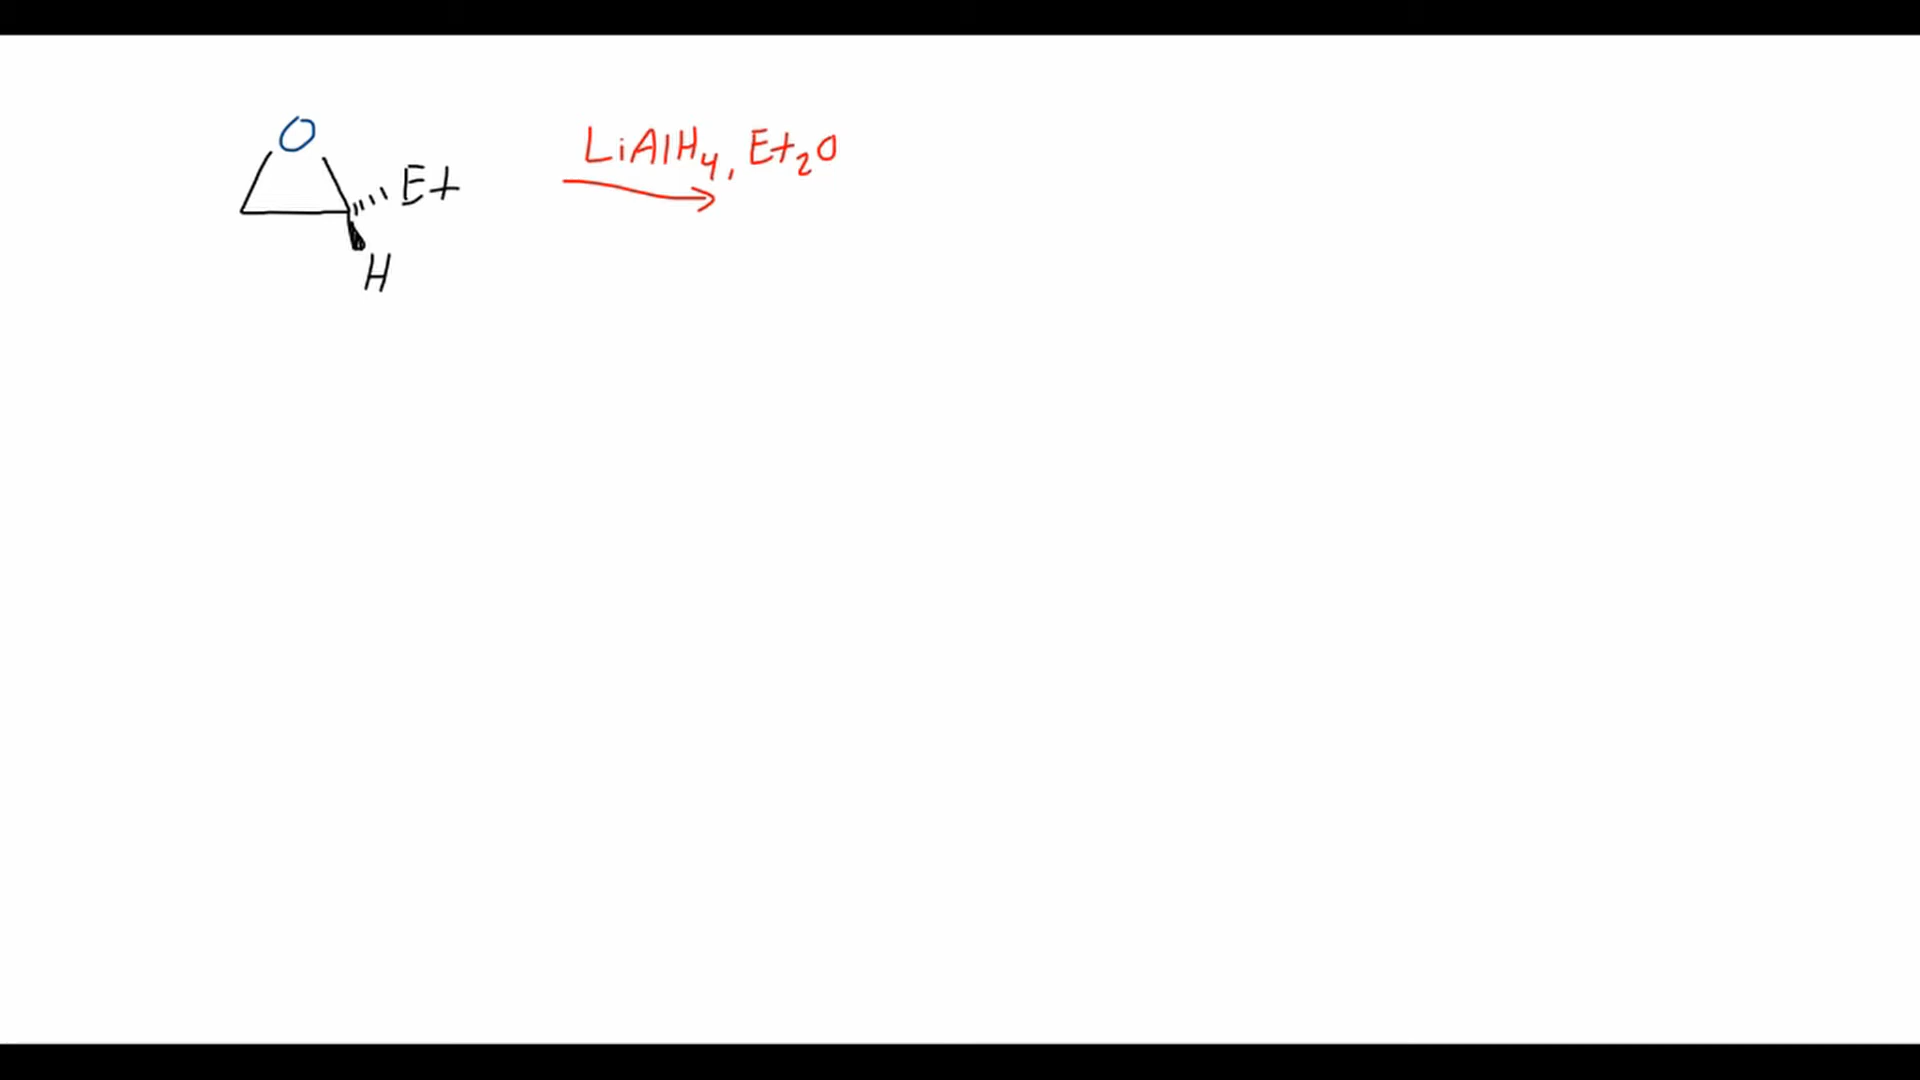 O
Et
H
LiAlH₄, Et₂O